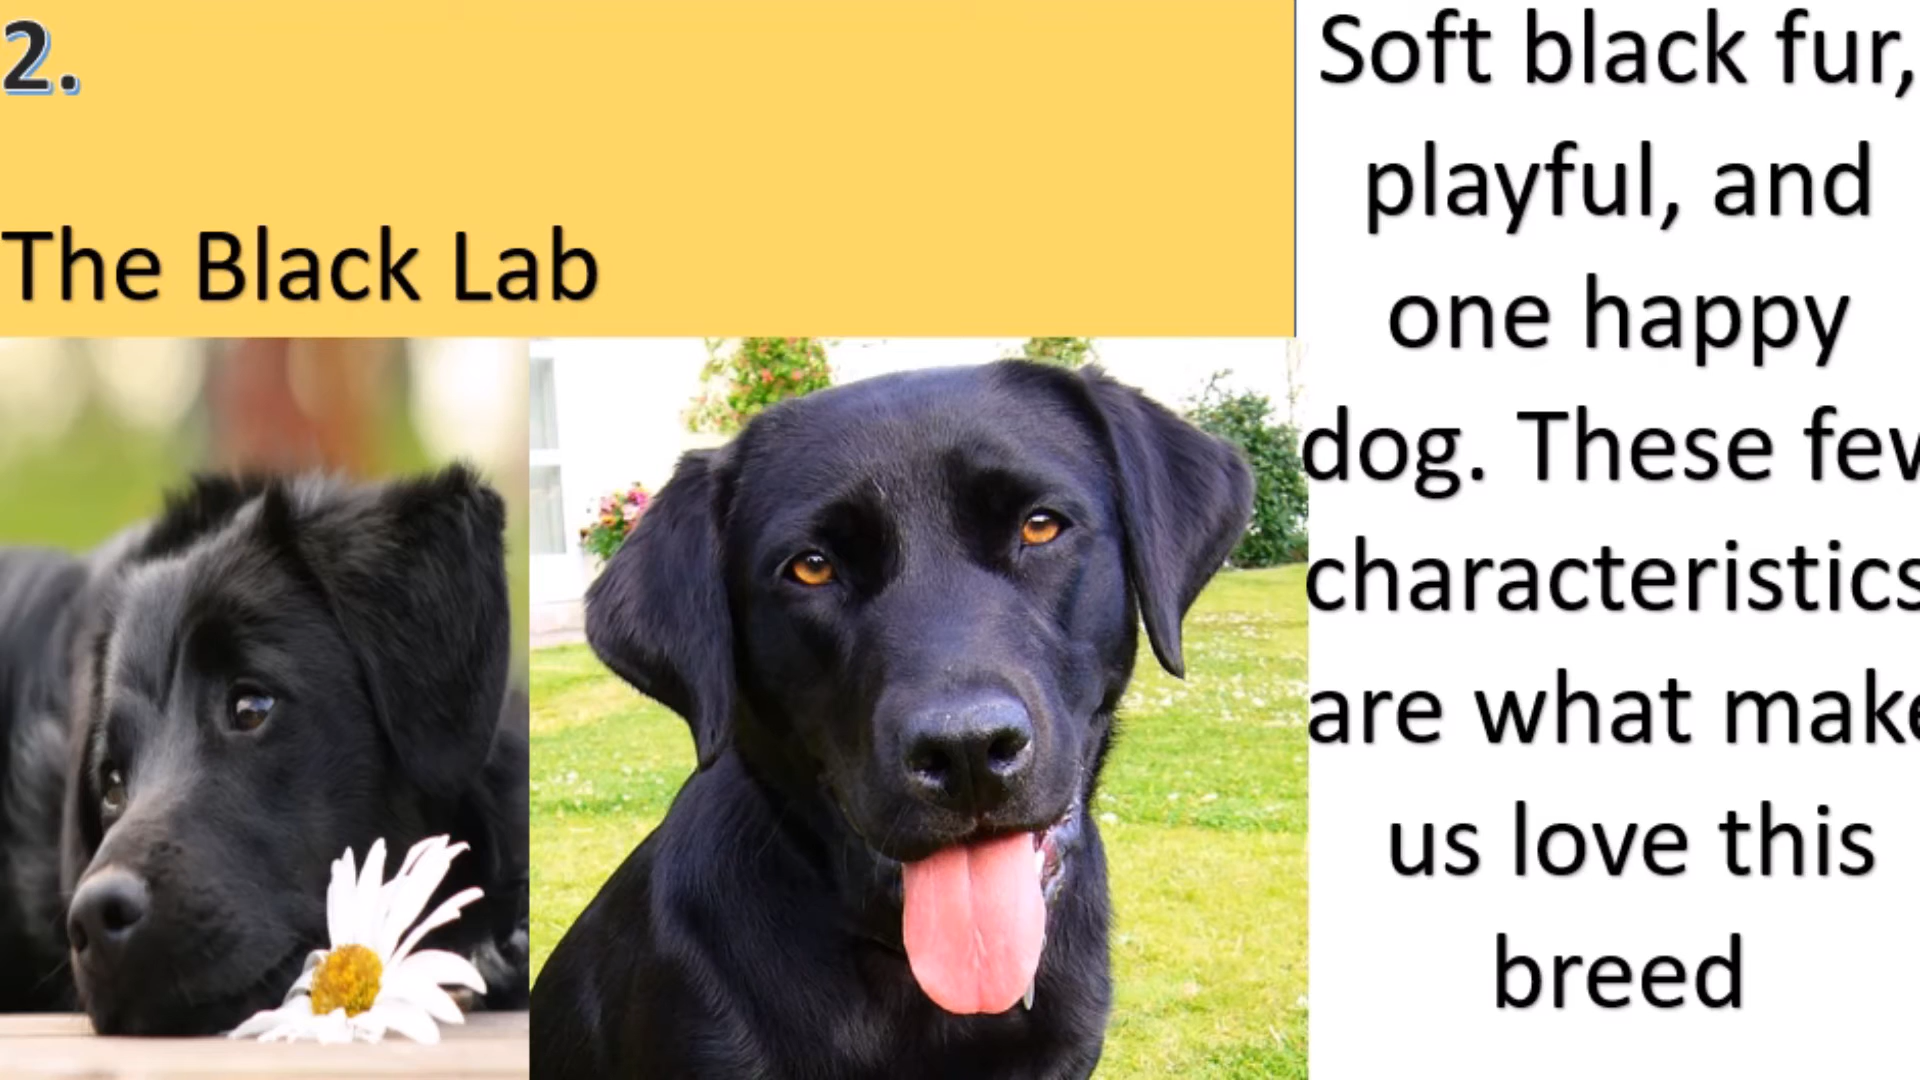 2.
The Black Lab
Soft black fur,
playful, and
one happy
dog. These few
characteristics
are what make
us love this
breed